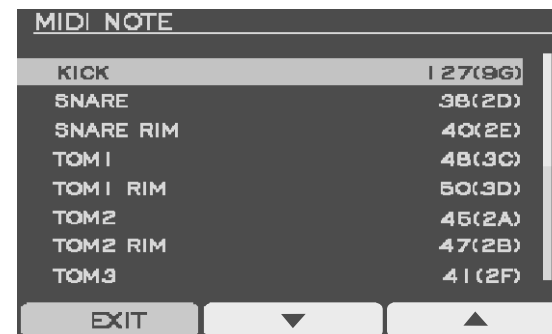 MIDI NOTE
KICK 127(9G)
SNARE 38(2D)
SNARE RIM 40(2E)
TOM1 48(3C)
TOM1 RIM 50(3D)
TOM2 45(2A)
TOM2 RIM 47(2B)
TOM3 41(2F)
EXIT ▼ ▲